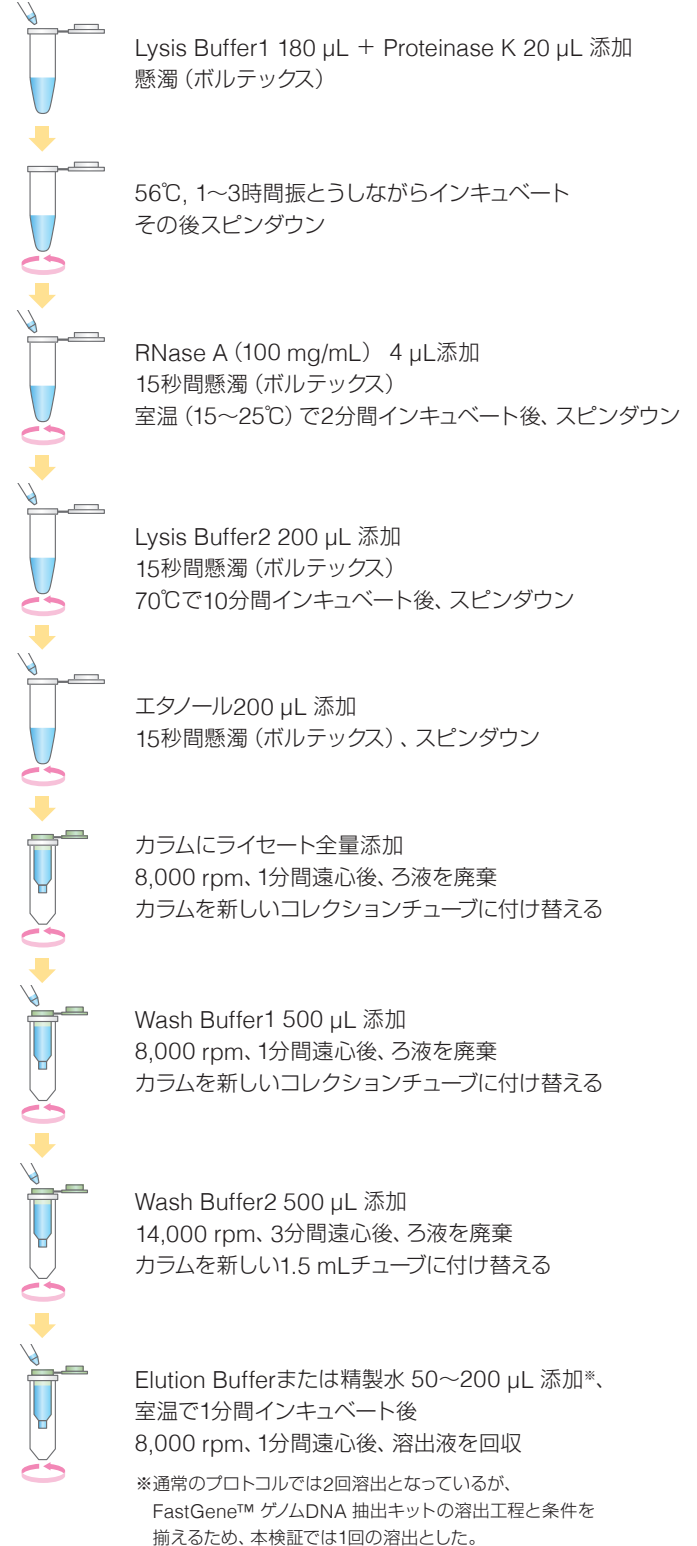 Lysis Buffer1 180 µL ＋ Proteinase K 20 µL 添加
懸濁（ボルテックス）
56℃, 1～3時間振とうしながらインキュベート
その後スピンダウン
RNase A（100 mg/mL） 4 µL添加
15秒間懸濁（ボルテックス）
室温（15～25℃）で2分間インキュベート後、スピンダウン
Lysis Buffer2 200 µL 添加
15秒間懸濁（ボルテックス）
70℃で10分間インキュベート後、スピンダウン
エタノール200 µL 添加
15秒間懸濁（ボルテックス）、スピンダウン
カラムにライセート全量添加
8,000 rpm、1分間遠心後、ろ液を廃棄
カラムを新しいコレクションチューブに付け替える
Wash Buffer1 500 µL 添加
8,000 rpm、1分間遠心後、ろ液を廃棄
カラムを新しいコレクションチューブに付け替える
Wash Buffer2 500 µL 添加
14,000 rpm、3分間遠心後、ろ液を廃棄
カラムを新しい1.5 mLチューブに付け替える
Elution Bufferまたは精製水 50～200 µL 添加※、
室温で1分間インキュベート後
8,000 rpm、1分間遠心後、溶出液を回収
※通常のプロトコルでは2回溶出となっているが、
FastGene™ ゲノムDNA 抽出キットの溶出工程と条件を
揃えるため、本検証では1回の溶出とした。